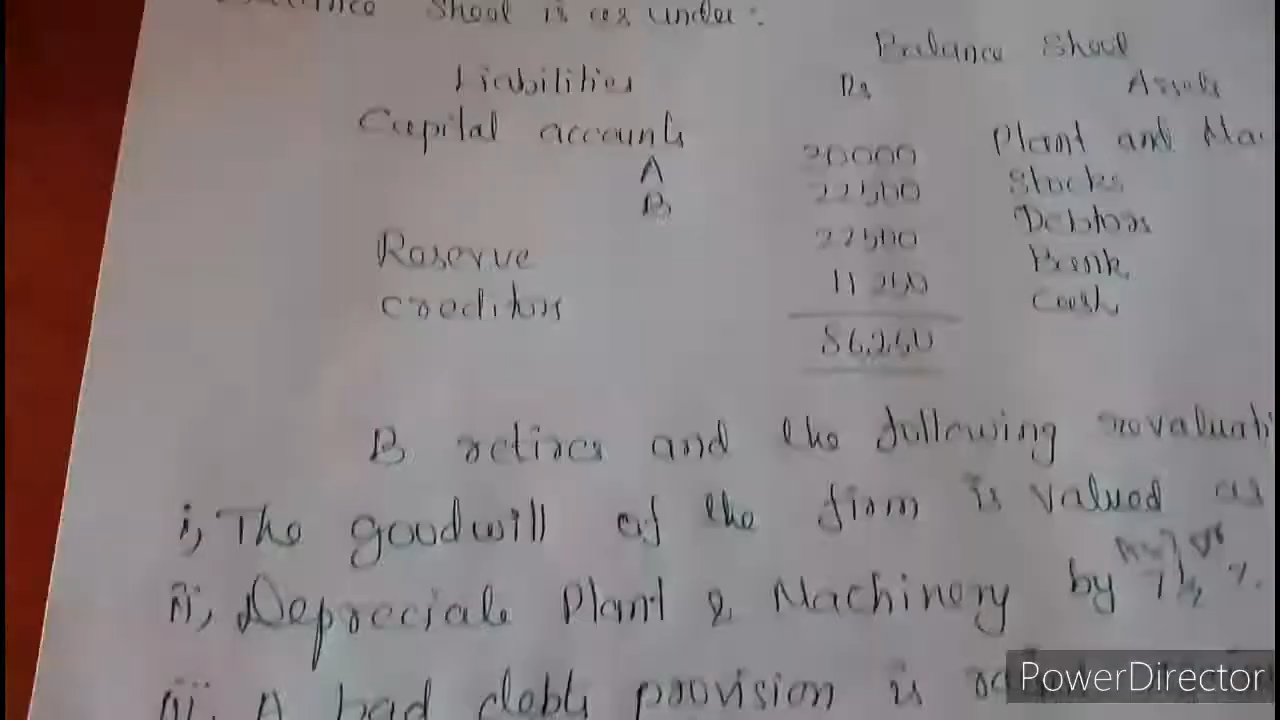 Sheet is as under:
Balance Sheet
Liabilities Rs Assets
Capital accounts Plant and Ma
A 30000 Stocks
B 22500 Debtors
Reserve 22500 Bank
Creditors 11250 Cash
86250
B retires and the following revaluati
i, The goodwill of the firm is valued as
ii, Depreciate Plant & Machinery by 7½ %.
iii. A bad debts provision is
PowerDirector